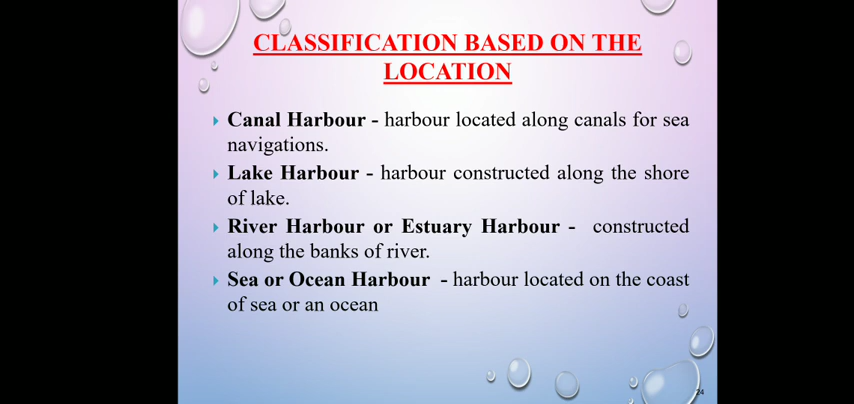 CLASSIFICATION BASED ON THE
LOCATION
Canal Harbour - harbour located along canals for sea
navigations.
Lake Harbour - harbour constructed along the shore
of lake.
River Harbour or Estuary Harbour - constructed
along the banks of river.
Sea or Ocean Harbour - harbour located on the coast
of sea or an ocean
24